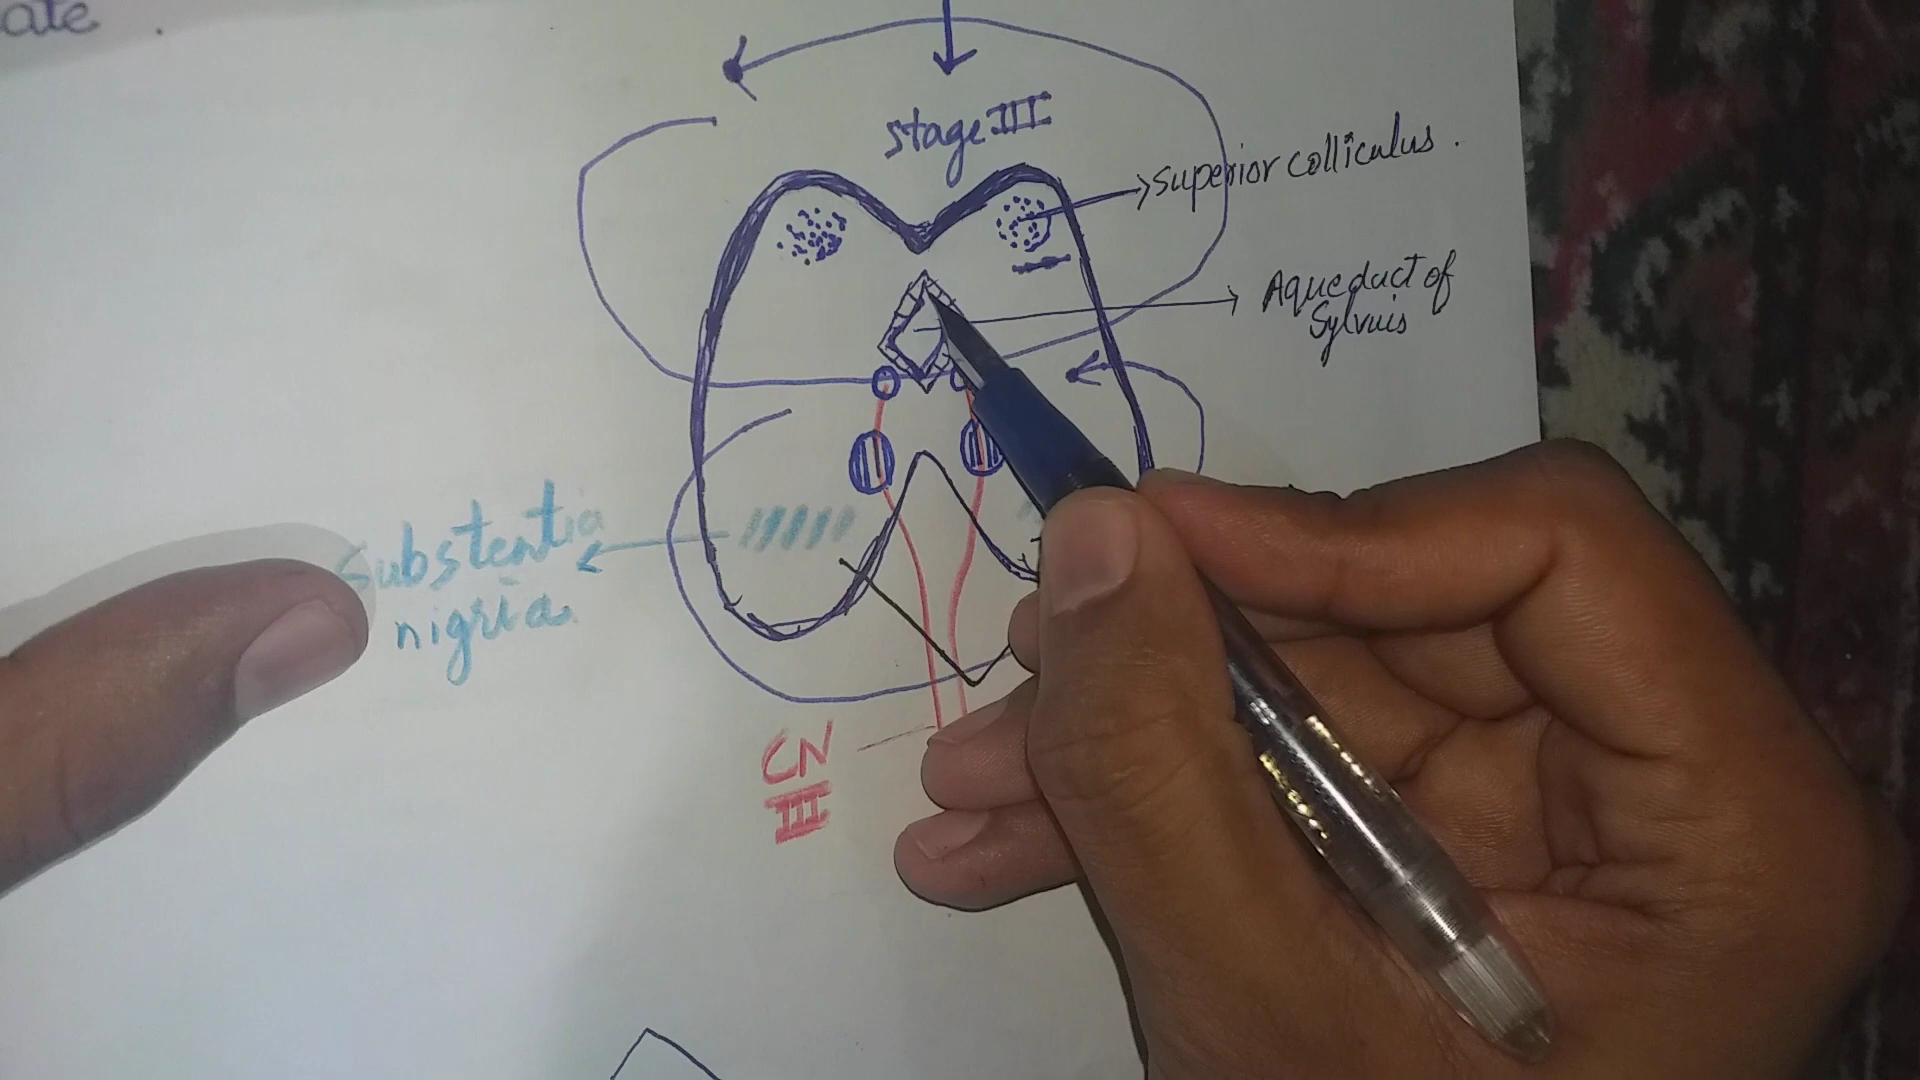 ate .
stage III
superior colliculus .
Aqueduct of
Sylvuis
Substentia
nigria.
CN
III